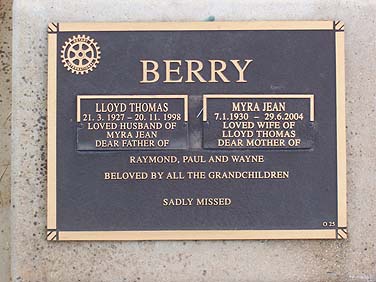 BERRY
LLOYD THOMAS
21. 3. 1927 - 20. 11. 1998
LOVED HUSBAND OF
MYRA JEAN
DEAR FATHER OF
MYRA JEAN
7.1.1930 - 29.6.2004
LOVED WIFE OF
LLOYD THOMAS
DEAR MOTHER OF
RAYMOND, PAUL AND WAYNE
BELOVED BY ALL THE GRANDCHILDREN
SADLY MISSED
O 25